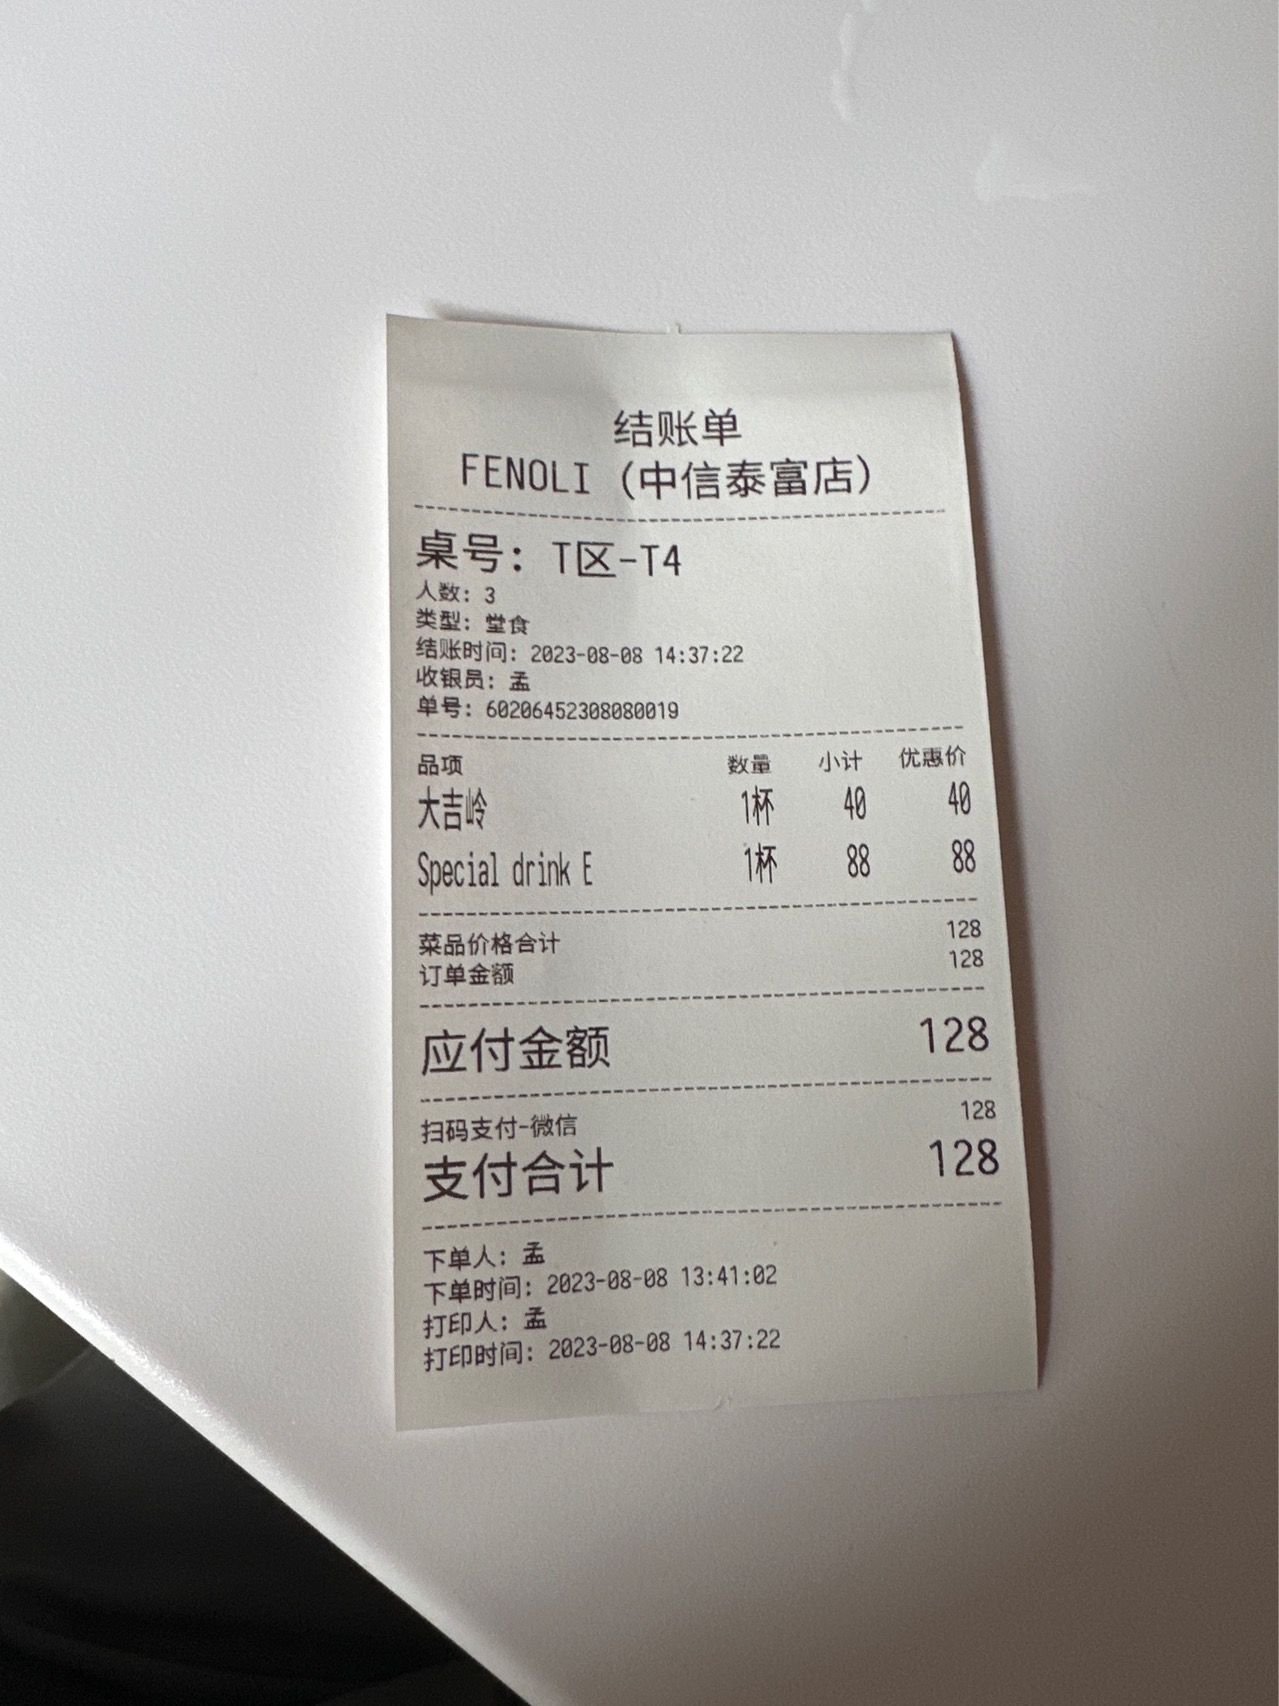 结账单
FENOLI（中信泰富店）
桌号：T区-T4
人数：3
类型：堂食
结账时间：2023-08-08 14:37:22
收银员：孟
单号：60206452308080019
品项 数量 小计 优惠价
大吉岭 1杯 40 40
Special drink E 1杯 88 88
菜品价格合计 128
订单金额 128
应付金额 128
扫码支付-微信 128
支付合计 128
下单人：孟
下单时间：2023-08-08 13:41:02
打印人：孟
打印时间：2023-08-08 14:37:22